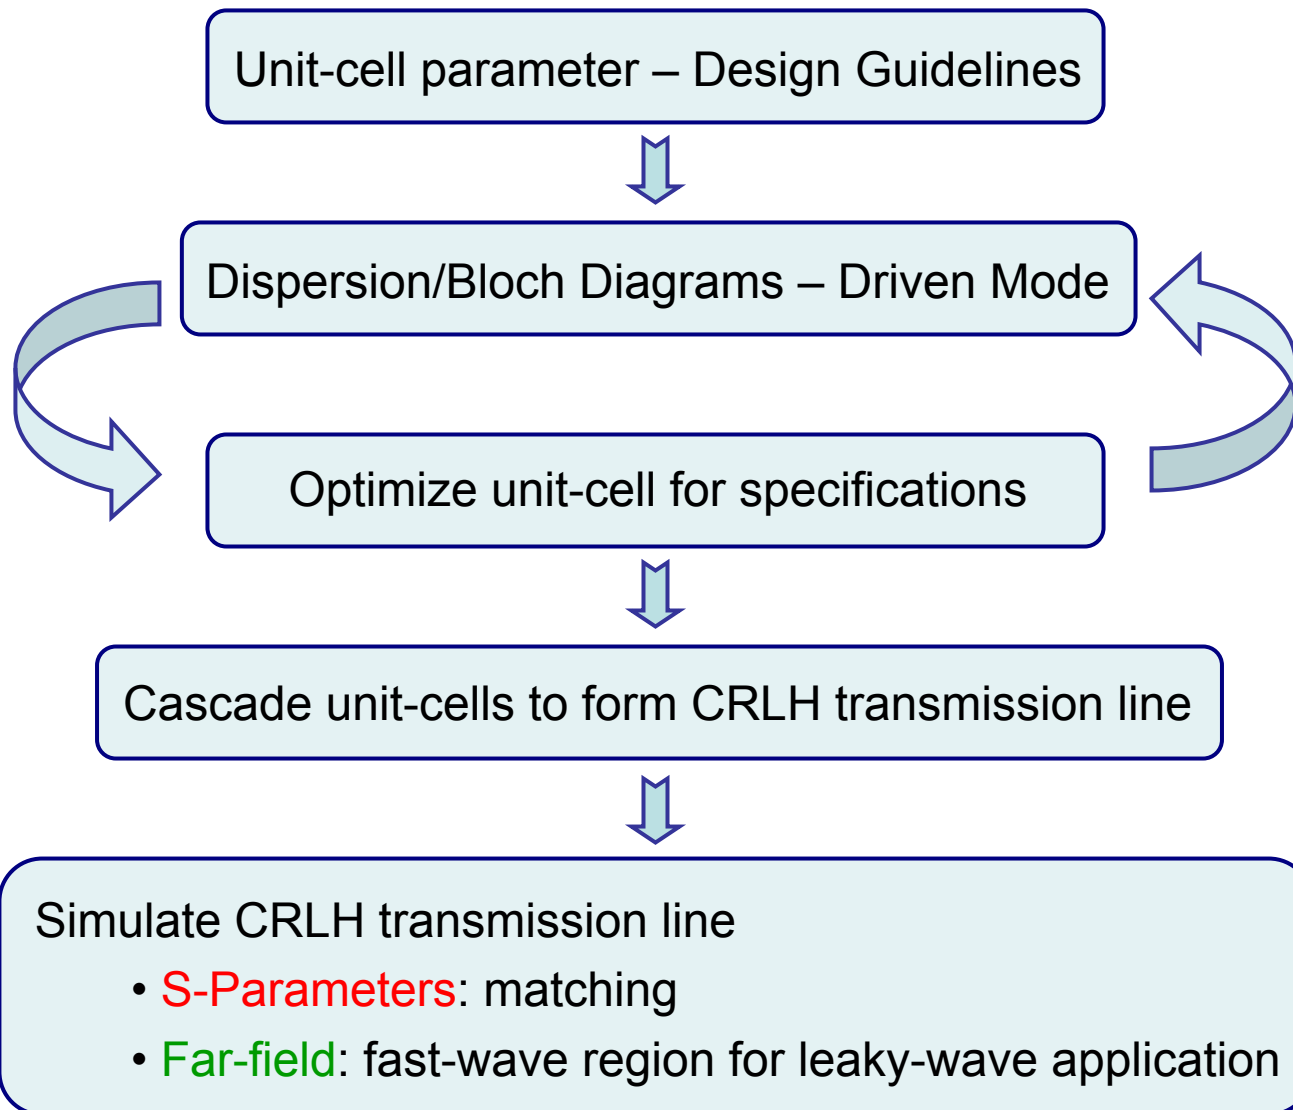 Unit-cell parameter – Design Guidelines
Dispersion/Bloch Diagrams – Driven Mode
Optimize unit-cell for specifications
Cascade unit-cells to form CRLH transmission line
Simulate CRLH transmission line
• S-Parameters: matching
• Far-field: fast-wave region for leaky-wave application